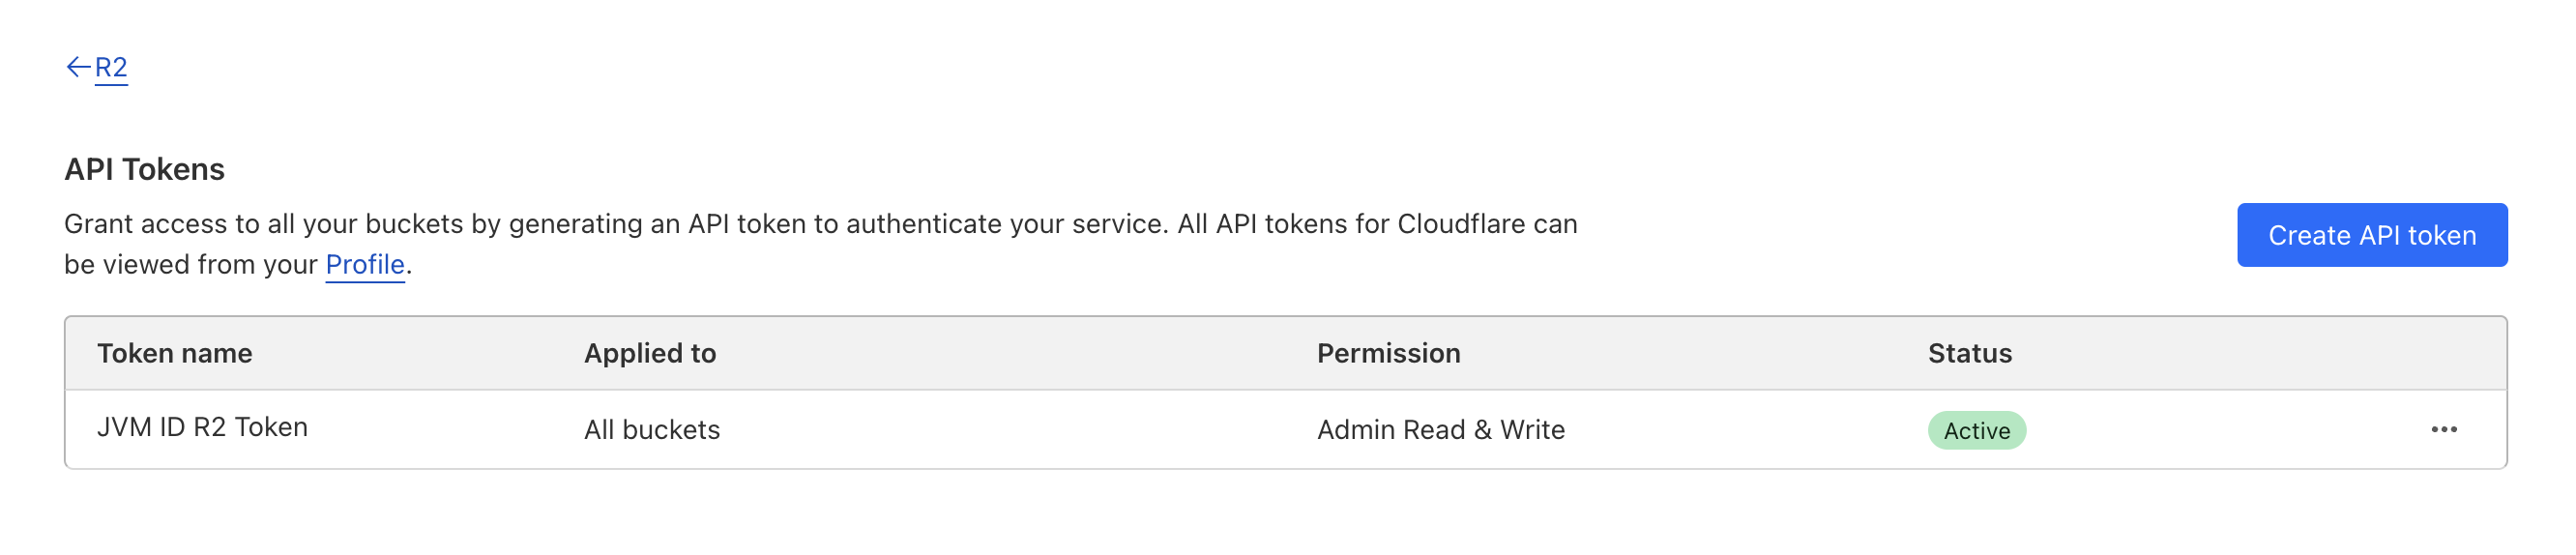 ←R2
API Tokens
Grant access to all your buckets by generating an API token to authenticate your service. All API tokens for Cloudflare can
be viewed from your Profile.
Create API token
Token name Applied to Permission Status
JVM ID R2 Token All buckets Admin Read & Write Active •••